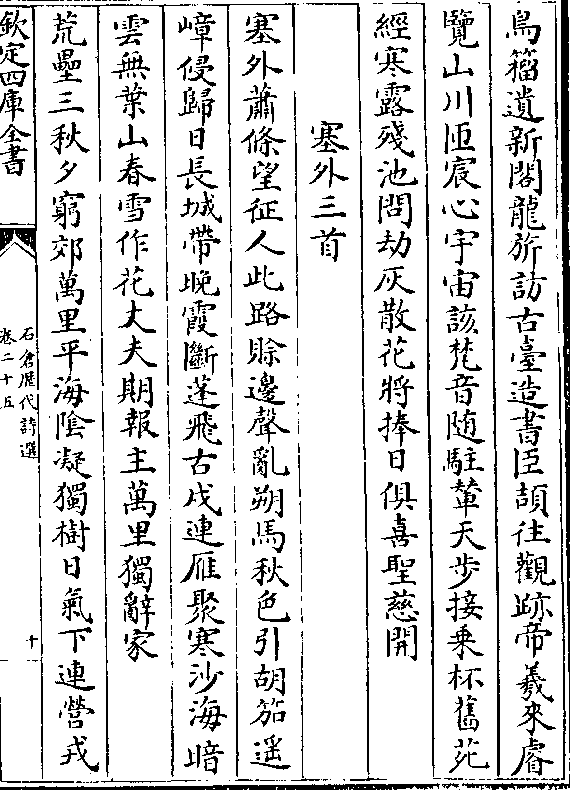 鳥籀遺新閣龍旂訪古臺造書臣頡往觀跡帝羲來睿
覽山川匝宸心宇宙該梵音随駐輦天步接乗杯舊苑
經寒露殘池問劫灰散花將捧日俱喜聖慈開
塞外三首
塞外蕭條望征人此路賒邊聲亂朔馬秋色引胡笳遥
嶂侵歸日長城帶晚霞斷蓬飛古戍連雁聚寒沙海暗
雲無葉山春雪作花丈夫期報主萬里獨辭家
荒壘三秋夕窮郊萬里平海陰凝獨樹日氣下連營戎
欽定四庫全書
石倉歴代詩選
卷二十五
十